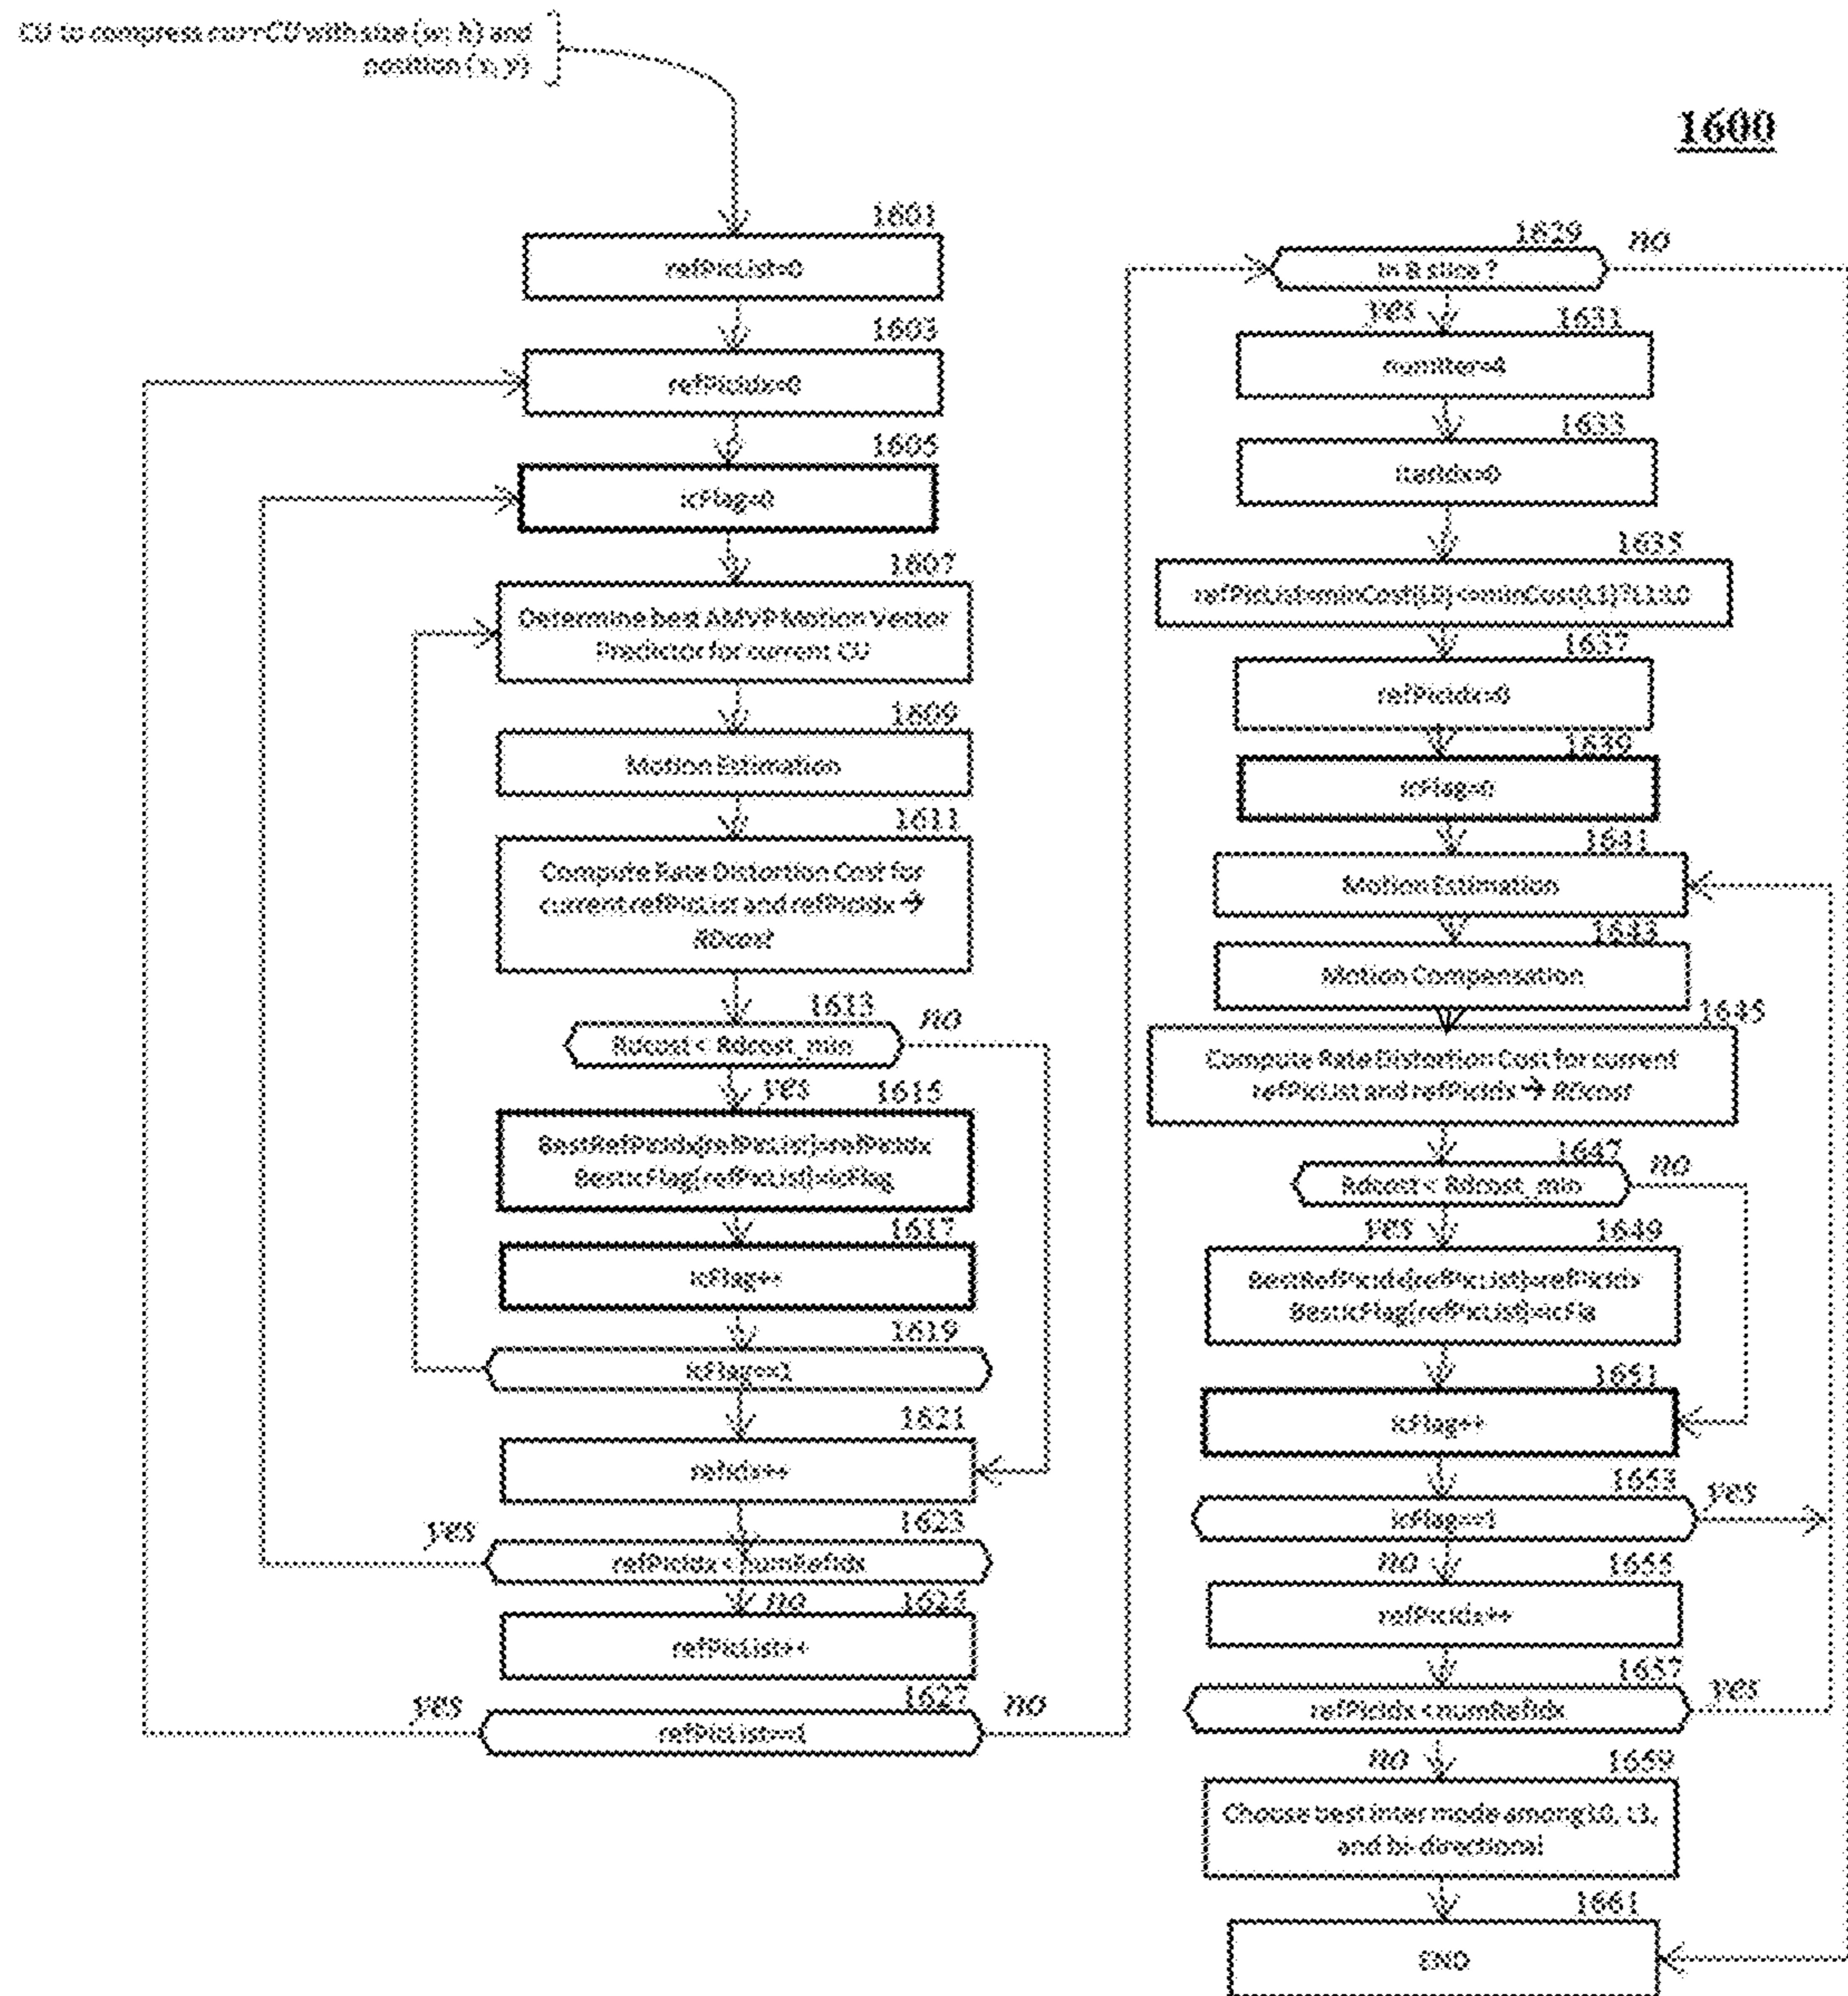 CU to compress currCU with size (w; h) and
position (x, y)
1600
1601
refPicList=0
1603
refPicIdx=0
1605
icFlag=0
1607
Determine best AMVP Motion Vector
Predictor for current CU
1609
Motion Estimation
1611
Compute Rate Distortion Cost for
current refPicList and refPicIdx →
RDcost
1613
Rdcost < Rdcost_min
no
yes
1615
BestRefPicIdx[refPicList]=refPicIdx
BestIcFlag[refPicList]=icFlag
1617
icFlag++
1619
icFlag==1
1621
refIdx++
1623
yes
refPicIdx < numRefIdx
no
1625
refPicList++
1627
yes
no
refPicList==1
1629
no
In B slice ?
yes
1631
numIter=4
1633
iterIdx=0
1635
refPicList=minCost(L0)<=minCost(L1)?L1:L0
1637
refPicIdx=0
1639
icFlag=0
1641
Motion Estimation
1643
Motion Compensation
1645
Compute Rate Distortion Cost for current
refPicList and refPicIdx → RDcost
1647
no
Rdcost < Rdcost_min
yes
1649
BestRefPicIdx[refPicList]=refPicIdx
BestIcFlag[refPicList]=icFla
1651
icFlag++
1653
yes
icFlag==1
no
1655
refPicIdx++
1657
yes
refPicIdx < numRefIdx
no
1659
Choose best inter mode among L0, L1,
and bi-directional
1661
END